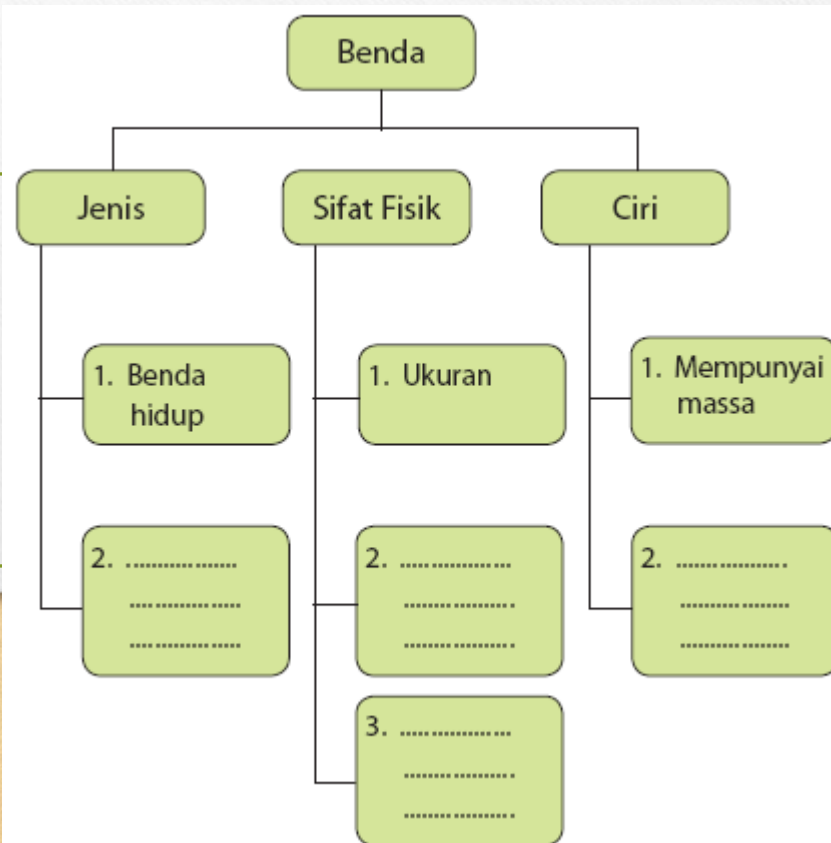 Benda
Jenis
Sifat Fisik
Ciri
1. Benda
hidup
1. Ukuran
1. Mempunyai
massa
2. .................
.................
.................
2. .................
.................
.................
2. .................
.................
.................
3. .................
.................
.................